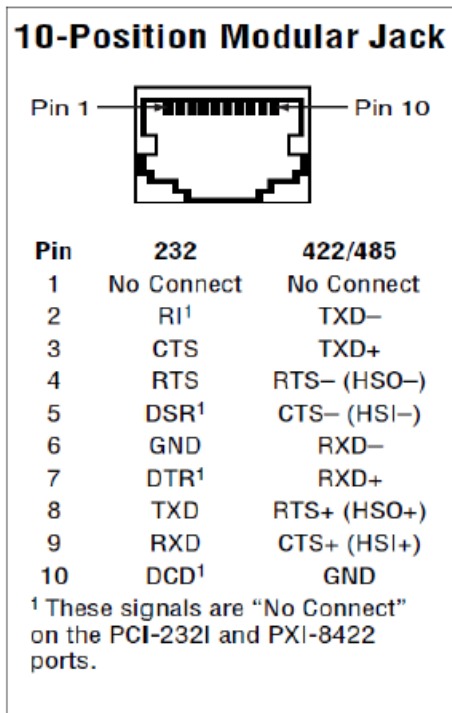 10-Position Modular Jack
Pin 1 Pin 10
Pin 232 422/485
1 No Connect No Connect
2 RI¹ TXD–
3 CTS TXD+
4 RTS RTS– (HSO–)
5 DSR¹ CTS– (HSI–)
6 GND RXD–
7 DTR¹ RXD+
8 TXD RTS+ (HSO+)
9 RXD CTS+ (HSI+)
10 DCD¹ GND
¹ These signals are “No Connect”
on the PCI-232I and PXI-8422
ports.